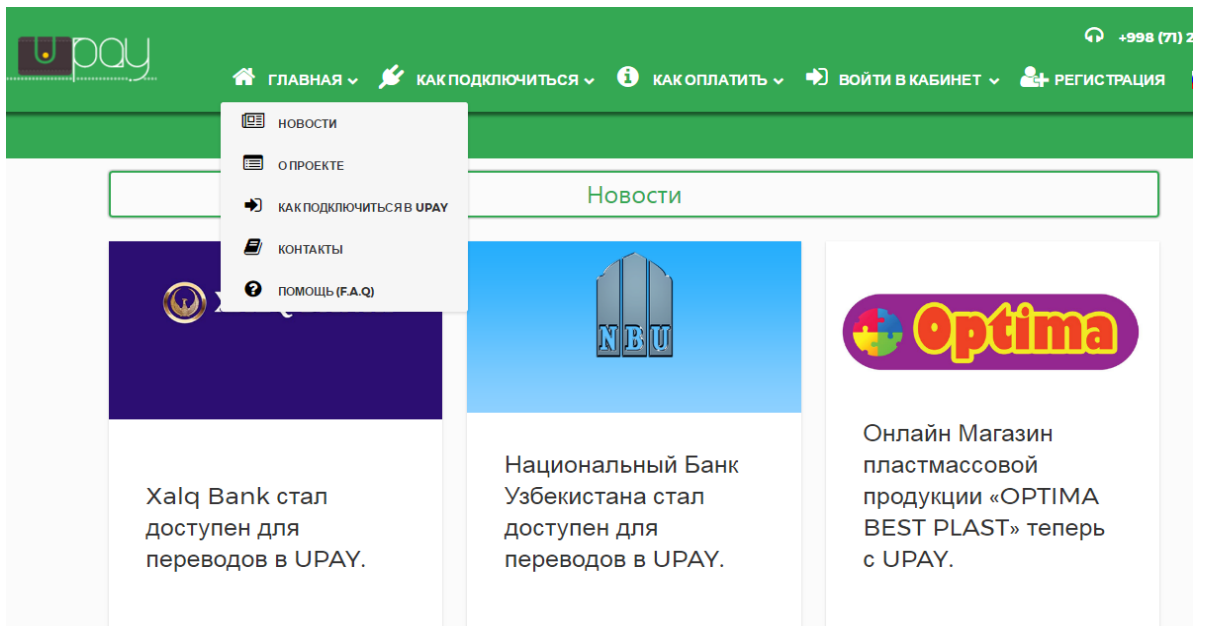 upay
+998 (71) 2
ГЛАВНАЯ
КАК ПОДКЛЮЧИТЬСЯ
КАК ОПЛАТИТЬ
ВОЙТИ В КАБИНЕТ
РЕГИСТРАЦИЯ
НОВОСТИ
О ПРОЕКТЕ
КАК ПОДКЛЮЧИТЬСЯ В UPAY
КОНТАКТЫ
ПОМОЩЬ (F.A.Q)
Новости
NBU
Optima
Xalq Bank стал
доступен для
переводов в UPAY.
Национальный Банк
Узбекистана стал
доступен для
переводов в UPAY.
Онлайн Магазин
пластмассовой
продукции «OPTIMA
BEST PLAST» теперь
с UPAY.